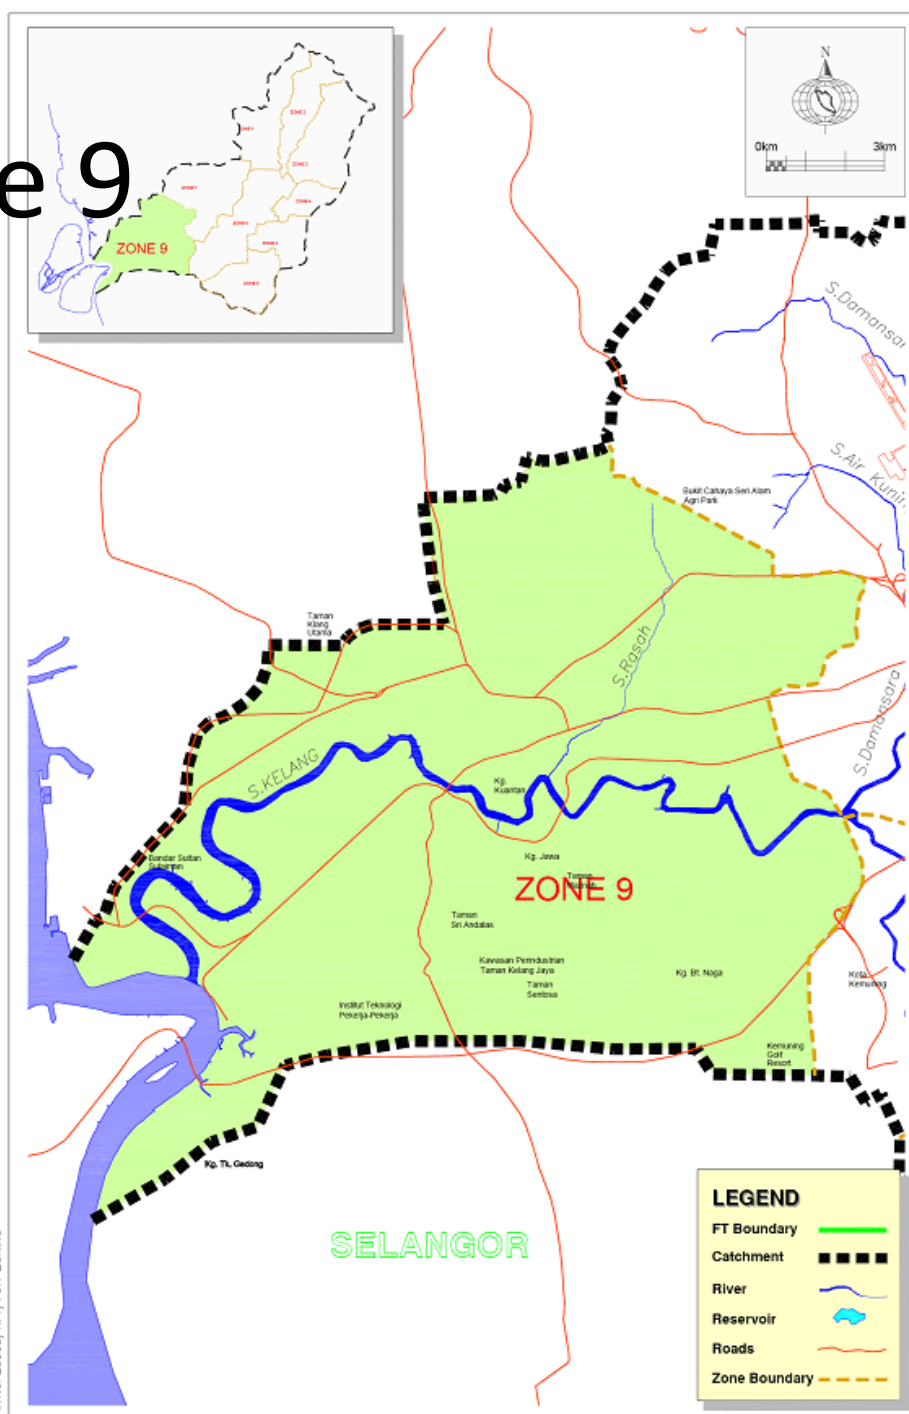 e 9
ZONE 9
N
0km 3km
S.Damansar
S.Air Kunin
Bukit Cahaya Seri Alam
Agri Park
Taman
Klang
Utama
S.Rasah
S.Damansara
S.KELANG
Kg.
Kuantan
Bandar Sultan
Sulaiman
Kg. Jawa
Taman
ZONE 9
Taman
Sri Andalas
Kawasan Perindustrian
Taman Kelang Jaya
Taman
Sentosa
Kg. Bt. Naga
Kota
Kemuning
Institut Teknologi
Pekerja-Pekerja
Kemuning
Golf
Resort
Kg. Tk. Gedong
SELANGOR
LEGEND
FT Boundary
Catchment
River
Reservoir
Roads
Zone Boundary